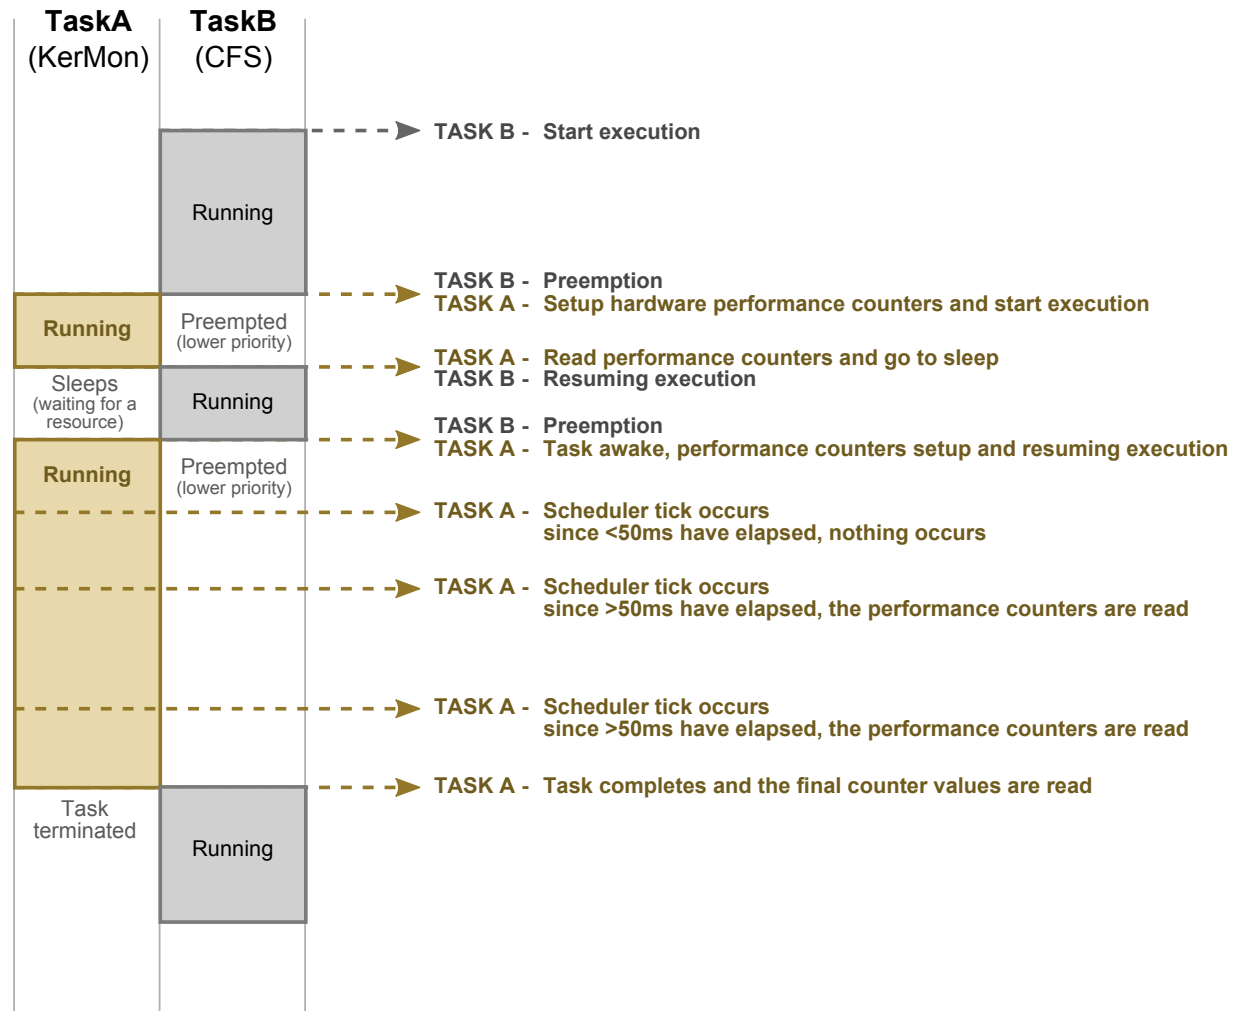 TaskA
(KerMon)
TaskB
(CFS)
TASK B - Start execution
Running
TASK B - Preemption
TASK A - Setup hardware performance counters and start execution
Running
Preempted
(lower priority)
TASK A - Read performance counters and go to sleep
TASK B - Resuming execution
Sleeps
(waiting for a
resource)
Running
TASK B - Preemption
TASK A - Task awake, performance counters setup and resuming execution
Running
Preempted
(lower priority)
TASK A - Scheduler tick occurs
since <50ms have elapsed, nothing occurs
TASK A - Scheduler tick occurs
since >50ms have elapsed, the performance counters are read
TASK A - Scheduler tick occurs
since >50ms have elapsed, the performance counters are read
TASK A - Task completes and the final counter values are read
Task
terminated
Running